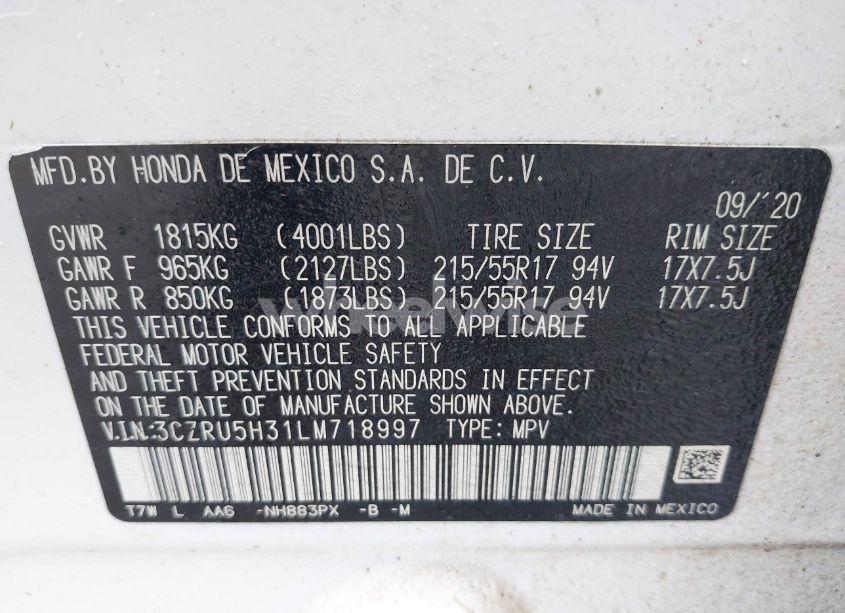 MFD.BY HONDA DE MEXICO S.A. DE C.V.
09/'20
GVWR 1815KG (4001LBS) TIRE SIZE RIM SIZE
GAWR F 965KG (2127LBS) 215/55R17 94V 17X7.5J
GAWR R 850KG (1873LBS) 215/55R17 94V 17X7.5J
THIS VEHICLE CONFORMS TO ALL APPLICABLE
FEDERAL MOTOR VEHICLE SAFETY
AND THEFT PREVENTION STANDARDS IN EFFECT
ON THE DATE OF MANUFACTURE SHOWN ABOVE.
V.I.N.:3CZRU5H31LM718997 TYPE: MPV
T7W L AA6 -NH883PX -B -M MADE IN MEXICO